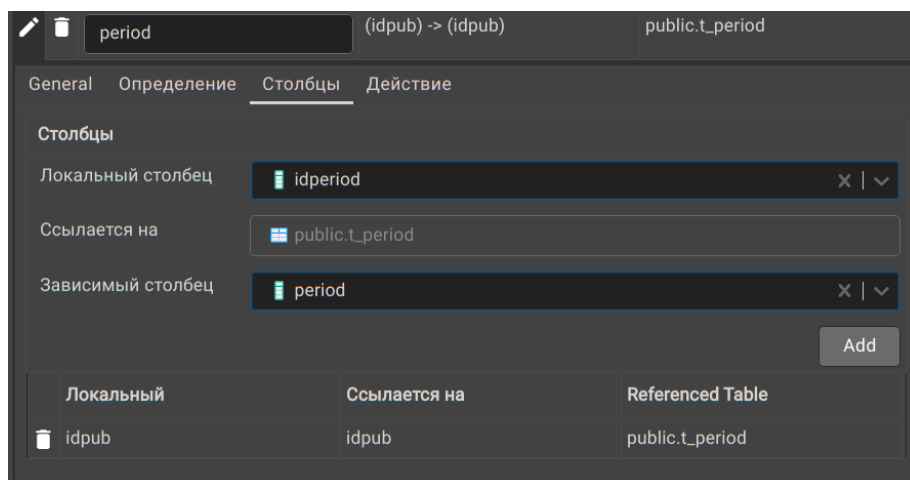 period (idpub) -> (idpub) public.t_period
General Определение Столбцы Действие
Столбцы
Локальный столбец idperiod
Ссылается на public.t_period
Зависимый столбец period
Add
Локальный Ссылается на Referenced Table
idpub idpub public.t_period